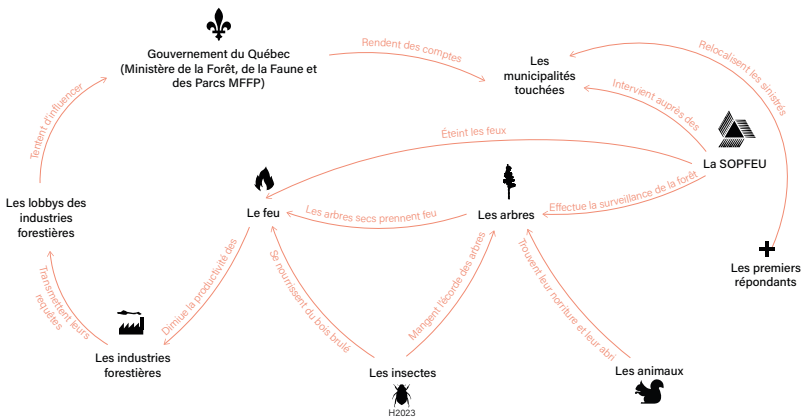 Gouvernement du Québec
(Ministère de la Forêt, de la Faune et
des Parcs MFFP)
Rendent des comptes
Les
municipalités
touchées
Relocalisent les sinistrés
Tentent d'influencer
Intervient auprès des
Éteint les feux
La SOPFEU
Les lobbys des
industries
forestières
Le feu
Les arbres secs prennent feu
Les arbres
Effectue la surveillance de la forêt
Les premiers
répondants
Transmettent leurs
requêtes
Dimiue la productivité des
Se nourrissent du bois brulé
Mangent l'écorde des arbres
Trouvent leur norriture et leur abri
Les industries
forestières
Les insectes
Les animaux
H2023